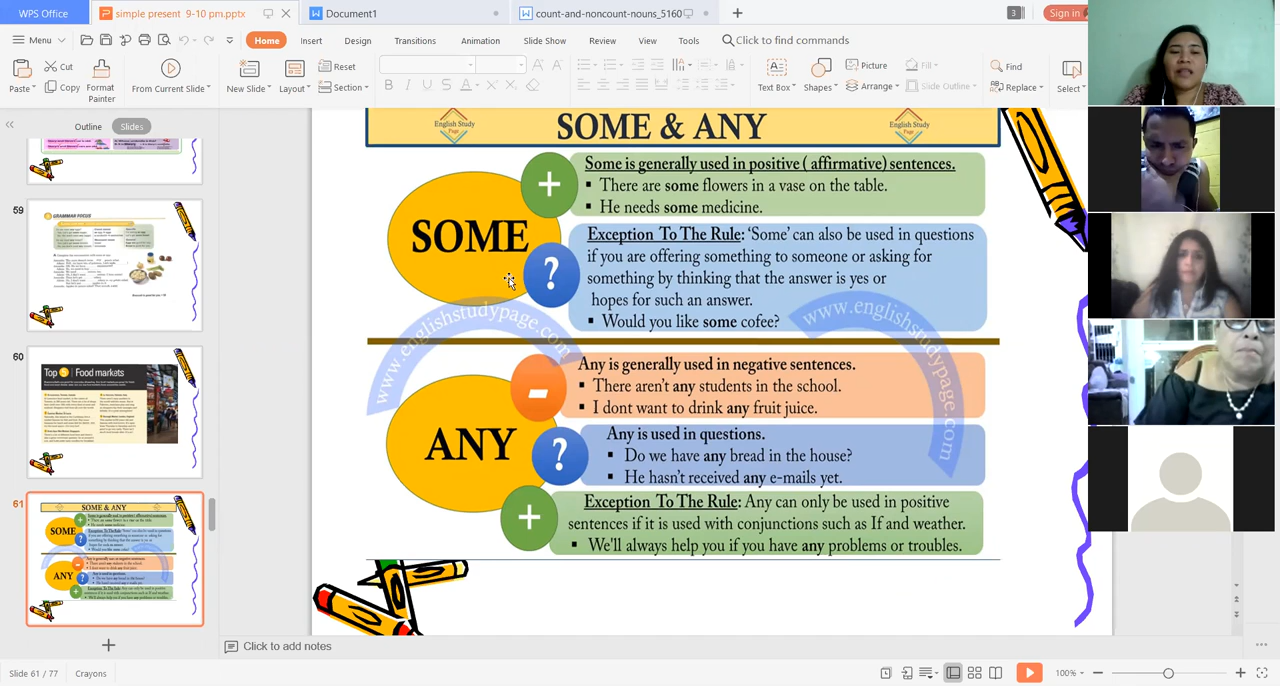 WPS Office
simple present 9-10 pm.pptx
Document1
count-and-noncount-nouns_5160
3
Sign in
Menu
Home
Insert
Design
Transitions
Animation
Slide Show
Review
View
Tools
Click to find commands
Paste
Cut
Copy
Format
Painter
From Current Slide
New Slide
Layout
Reset
Section
B I U S A
Text Box
Shapes
Picture
Arrange
Fill
Slide Outline
Find
Replace
Select
Outline
Slides
59
GRAMMAR FOCUS
60
Top 5 Food markets
61
SOME & ANY
SOME
ANY
English Study
Page
SOME & ANY
English Study
Page
SOME
+
Some is generally used in positive ( affirmative) sentences.
▪ There are some flowers in a vase on the table.
▪ He needs some medicine.
?
Exception To The Rule: ‘Some’ can also be used in questions
if you are offering something to someone or asking for
something by thinking that the answer is yes or
hopes for such an answer.
▪ Would you like some cofee?
www.englishstudypage.com
www.englishstudypage.com
ANY
-
Any is generally used in negative sentences.
▪ There aren't any students in the school.
▪ I dont want to drink any fruit juice.
?
Any is used in questions.
▪ Do we have any bread in the house?
▪ He hasn't received any e-mails yet.
+
Exception To The Rule: Any can only be used in positive
sentences if it is used with conjunctions such as If and weather.
▪ We'll always help you if you have any problems or troubles.
Click to add notes
Slide 61 / 77
Crayons
100%